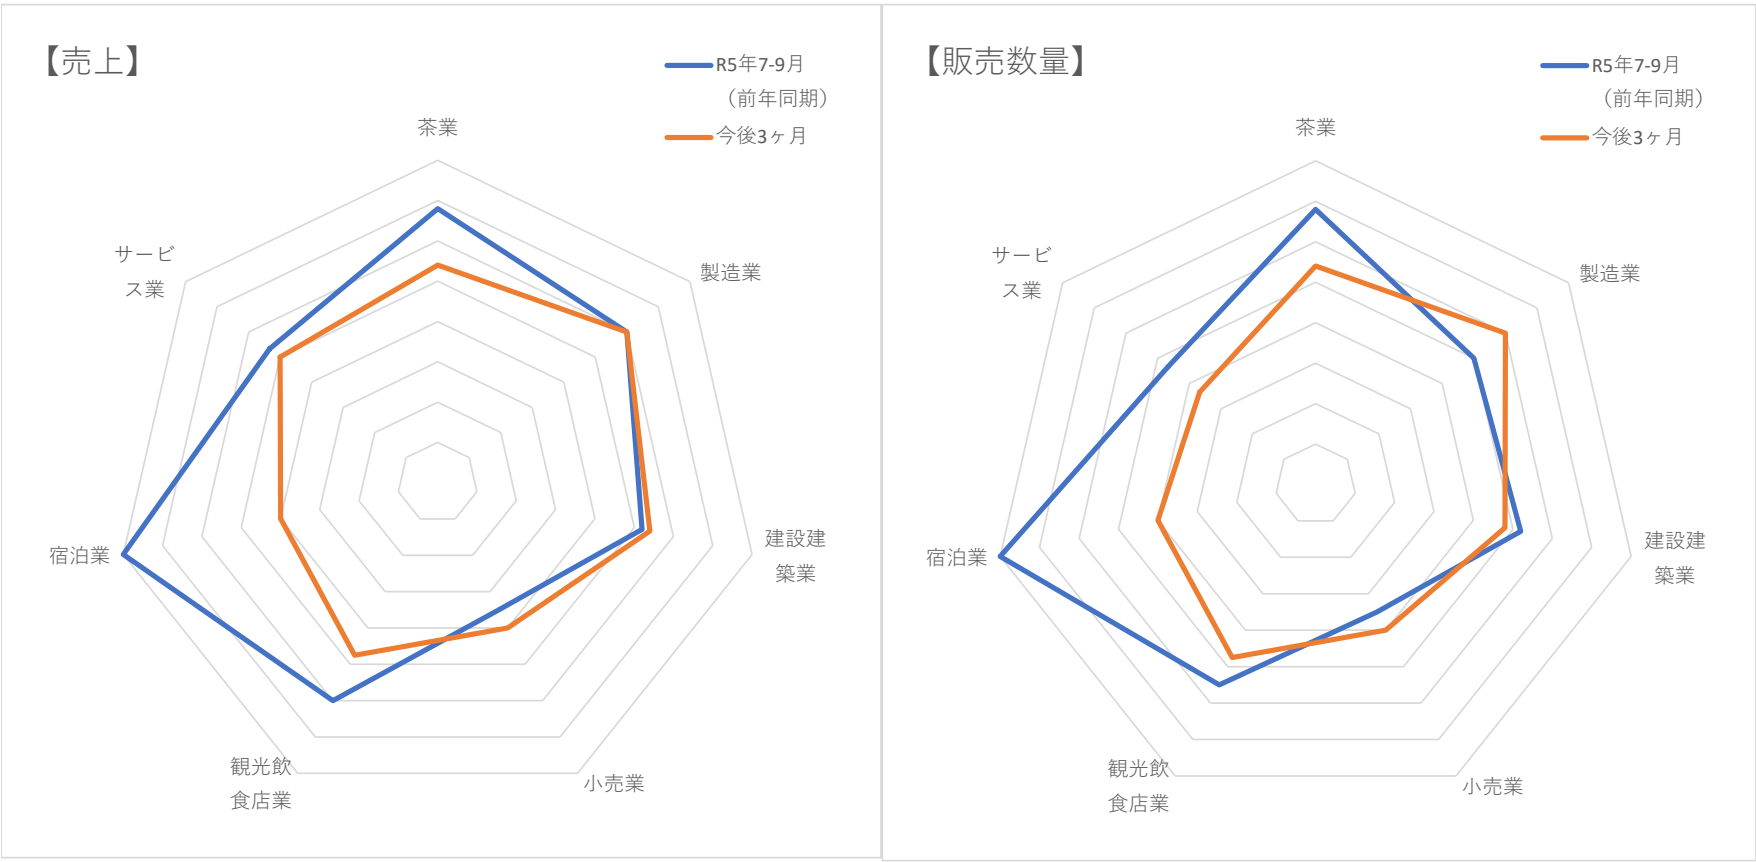 【売上】
R5年7-9月
（前年同期）
今後3ヶ月
茶業
製造業
建設建
築業
小売業
観光飲
食店業
宿泊業
サービ
ス業
【販売数量】
R5年7-9月
（前年同期）
今後3ヶ月
茶業
製造業
建設建
築業
小売業
観光飲
食店業
宿泊業
サービ
ス業